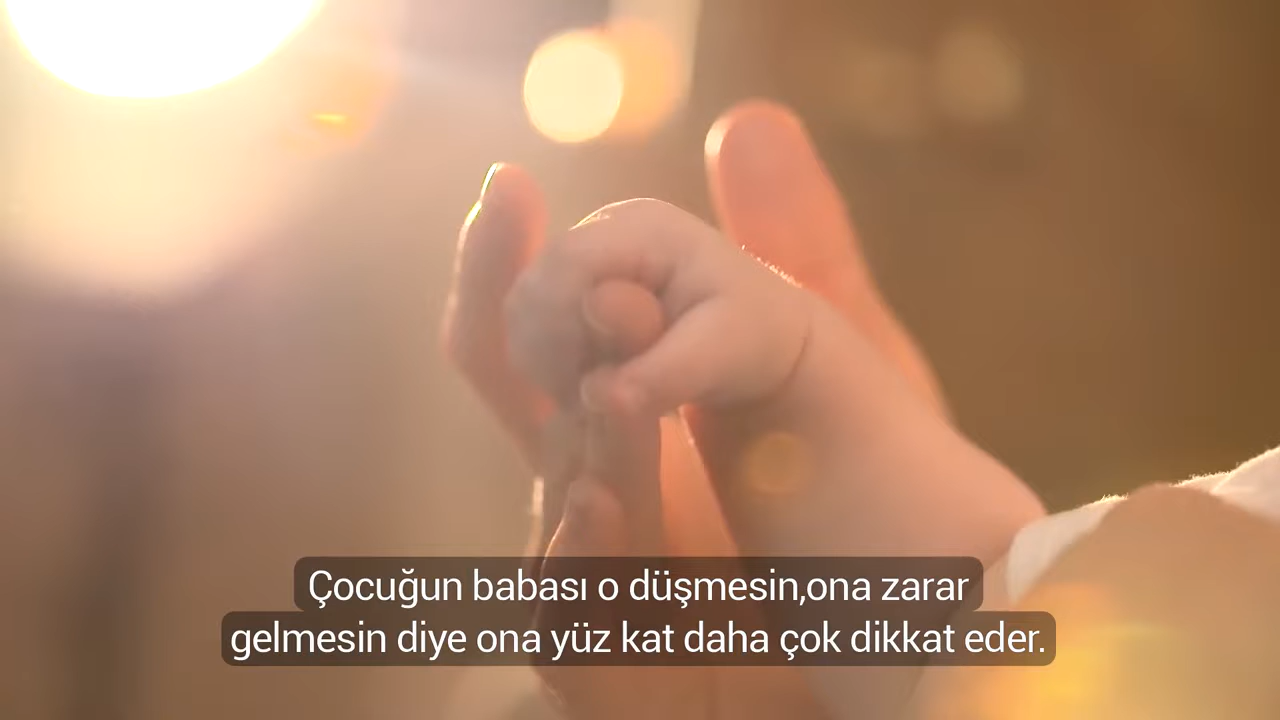 Çocuğun babası o düşmesin,ona zarar
gelmesin diye ona yüz kat daha çok dikkat eder.